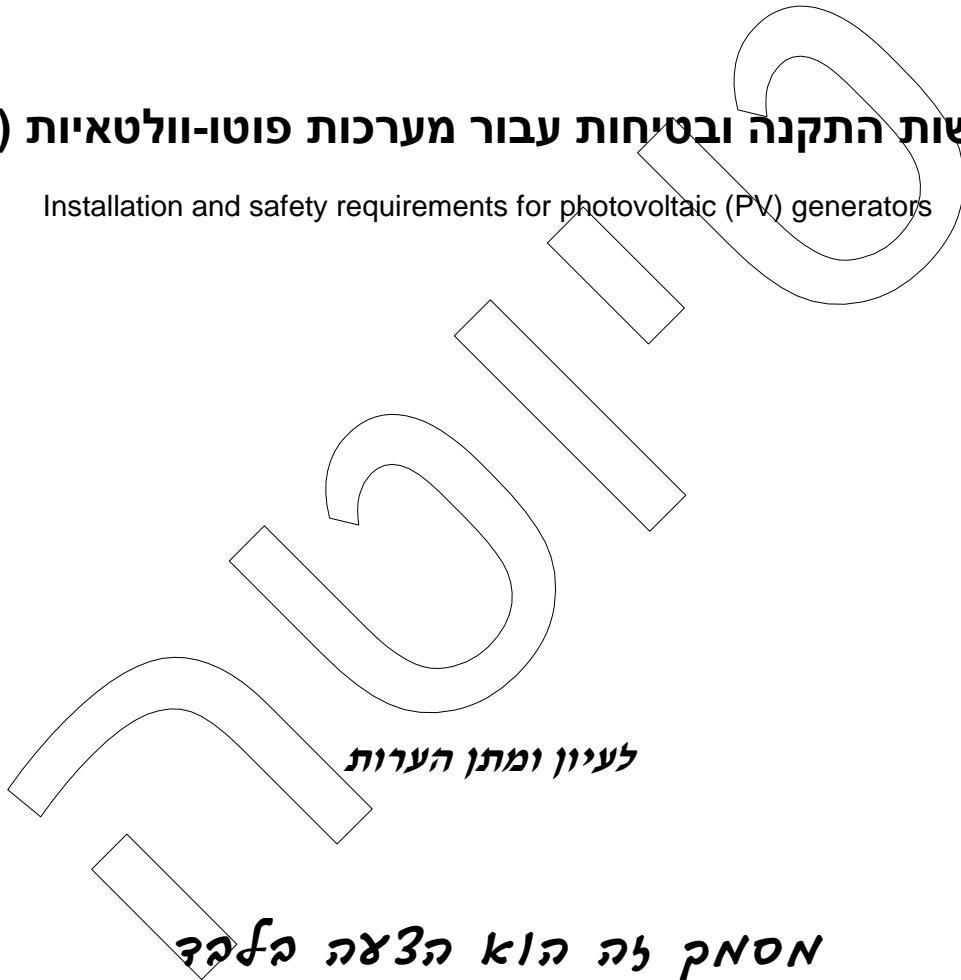 שות התקנה ובטיחות עבור מערכות פוטו-וולטאיות (
Installation and safety requirements for photovoltaic (PV) generators
טיוטה
לעיון ומתן הערות
מסמך זה הוא הצעה בלבד